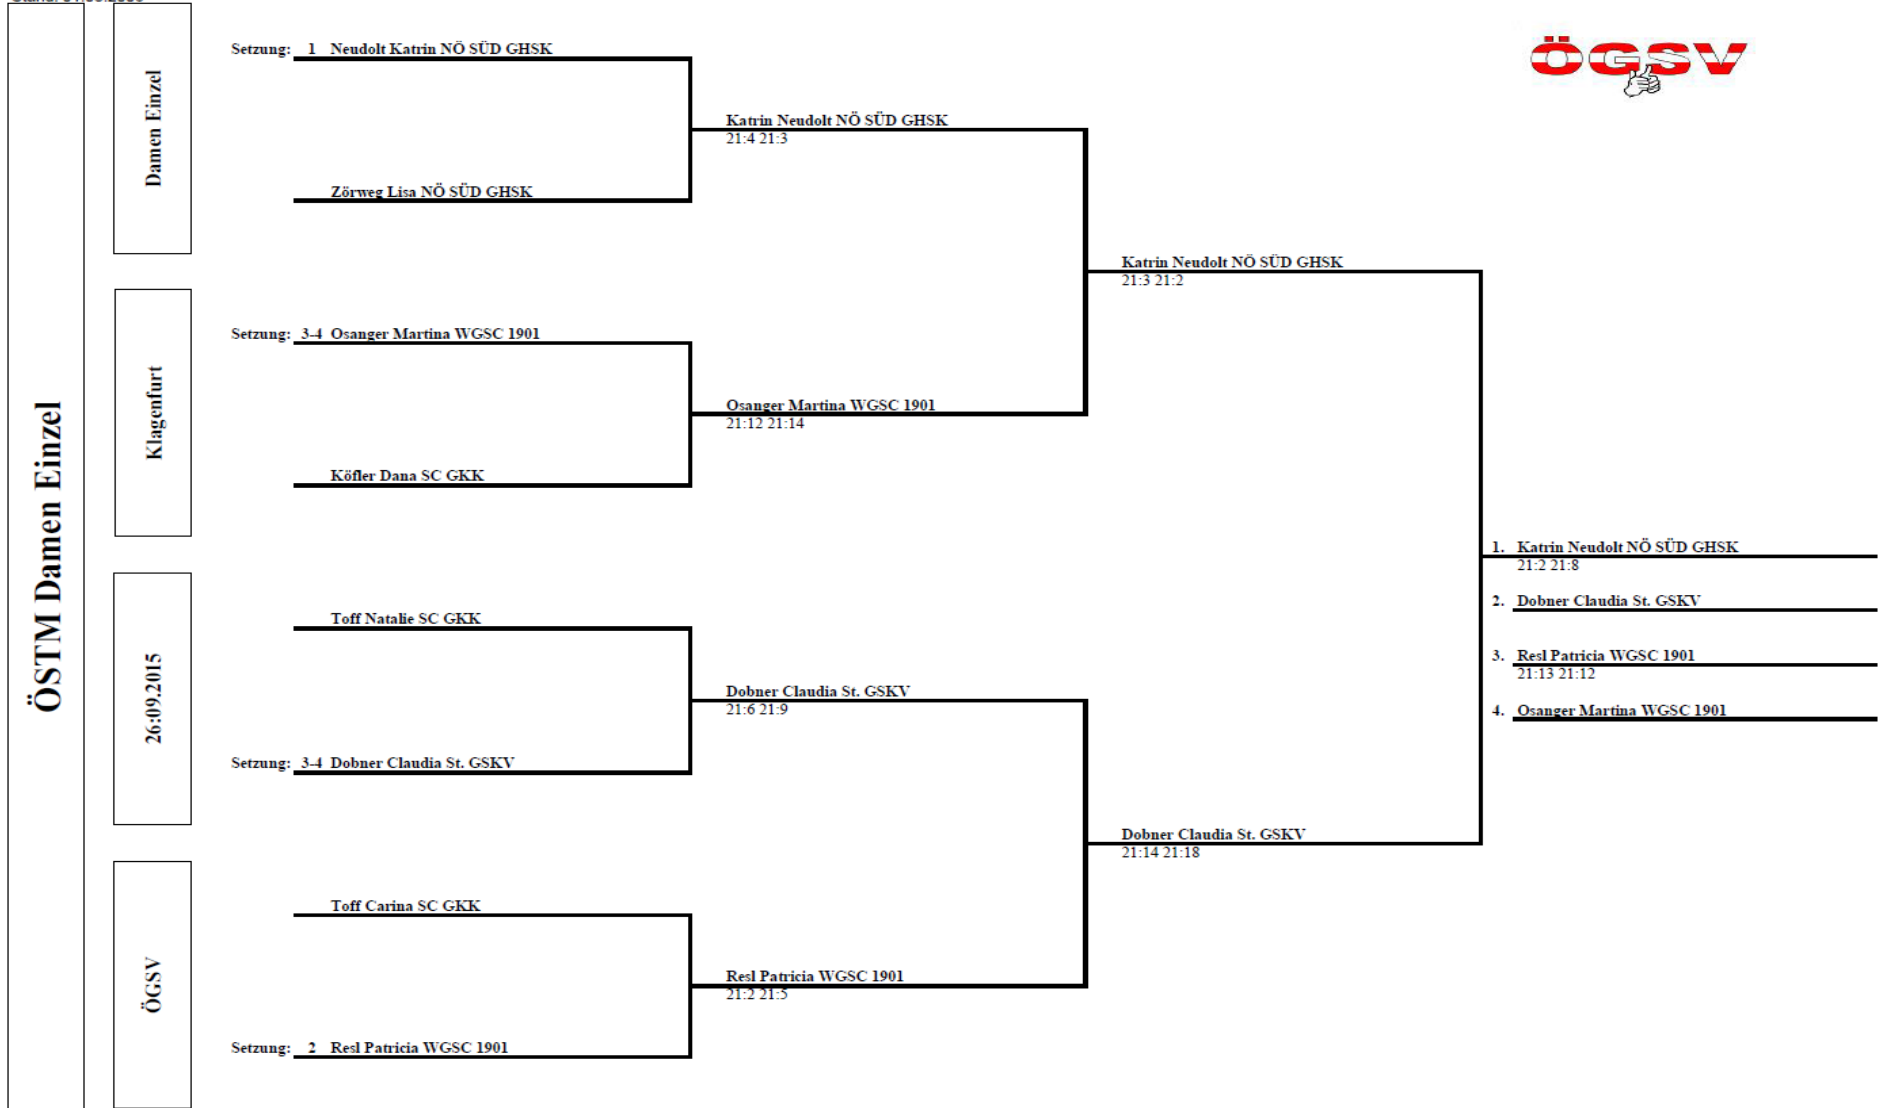 ÖSTM Damen Einzel
Damen Einzel
Klagenfurt
26:09.2015
ÖGSV
ÖGSV
Setzung: 1 Neudolt Katrin NÖ SÜD GHSK
Katrin Neudolt NÖ SÜD GHSK
21:4 21:3
Zörweg Lisa NÖ SÜD GHSK
Katrin Neudolt NÖ SÜD GHSK
21:3 21:2
Setzung: 3-4 Osanger Martina WGSC 1901
Osanger Martina WGSC 1901
21:12 21:14
Köfler Dana SC GKK
1. Katrin Neudolt NÖ SÜD GHSK
21:2 21:8
2. Dobner Claudia St. GSKV
3. Resl Patricia WGSC 1901
21:13 21:12
4. Osanger Martina WGSC 1901
Toff Natalie SC GKK
Dobner Claudia St. GSKV
21:6 21:9
Setzung: 3-4 Dobner Claudia St. GSKV
Dobner Claudia St. GSKV
21:14 21:18
Toff Carina SC GKK
Resl Patricia WGSC 1901
21:2 21:5
Setzung: 2 Resl Patricia WGSC 1901